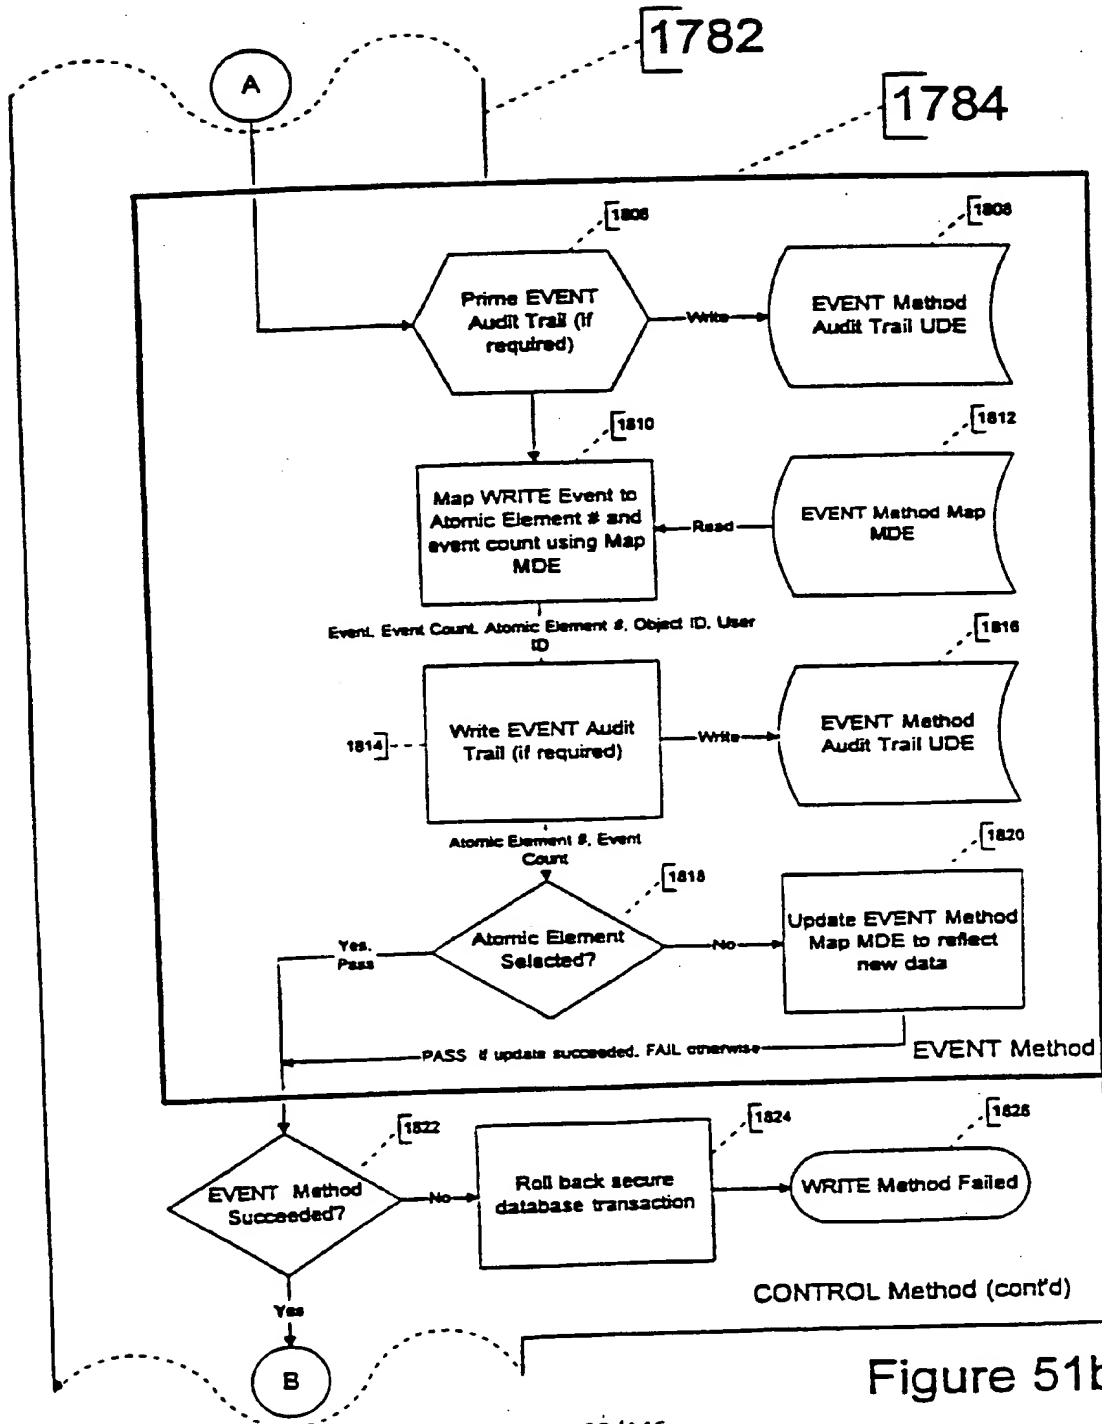 1782
A
1784
1806
1808
Prime EVENT
Audit Trail (if
required)
Write
EVENT Method
Audit Trail UDE
1810
1812
Map WRITE Event to
Atomic Element # and
event count using Map
MDE
Read
EVENT Method Map
MDE
Event, Event Count, Atomic Element #, Object ID, User
ID
1816
1814
Write EVENT Audit
Trail (if required)
Write
EVENT Method
Audit Trail UDE
Atomic Element #, Event
Count
1818
1820
Yes,
Pass
Atomic Element
Selected?
No
Update EVENT Method
Map MDE to reflect
new data
PASS if update succeeded, FAIL otherwise
EVENT Method
1822
1824
1826
EVENT Method
Succeeded?
No
Roll back secure
database transaction
WRITE Method Failed
Yes
CONTROL Method (cont'd)
B
Figure 51b